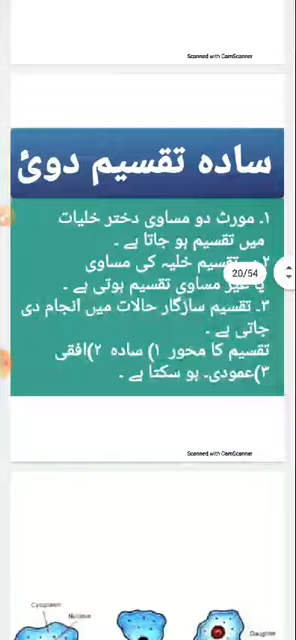 Scanned with CamScanner
سادہ تقسیم دوئ
۱۔ مورث دو مساوی دختر خلیات
میں تقسیم ہو جاتا ہے ۔
تقسیم خلیہ کی مساوی
یا غیر مساوی تقسیم ہوتی ہے ۔
20/54
۳۔ تقسیم سازگار حالات میں انجام دی
جاتی ہے ۔
تقسیم کا محور ۱) سادہ ۲)افقی
۳)عمودی۔ ہو سکتا ہے ۔
Scanned with CamScanner
Cytoplasm
Nucleus
Daughter